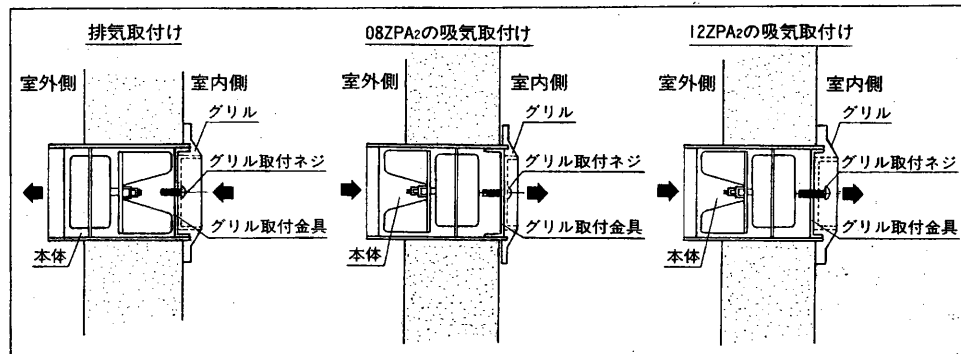 排気取付け
室外側
室内側
グリル
グリル取付ネジ
グリル取付金具
本体
08ZPA₂の吸気取付け
室外側
室内側
グリル
グリル取付ネジ
グリル取付金具
本体
12ZPA₂の吸気取付け
室外側
室内側
グリル
グリル取付ネジ
グリル取付金具
本体